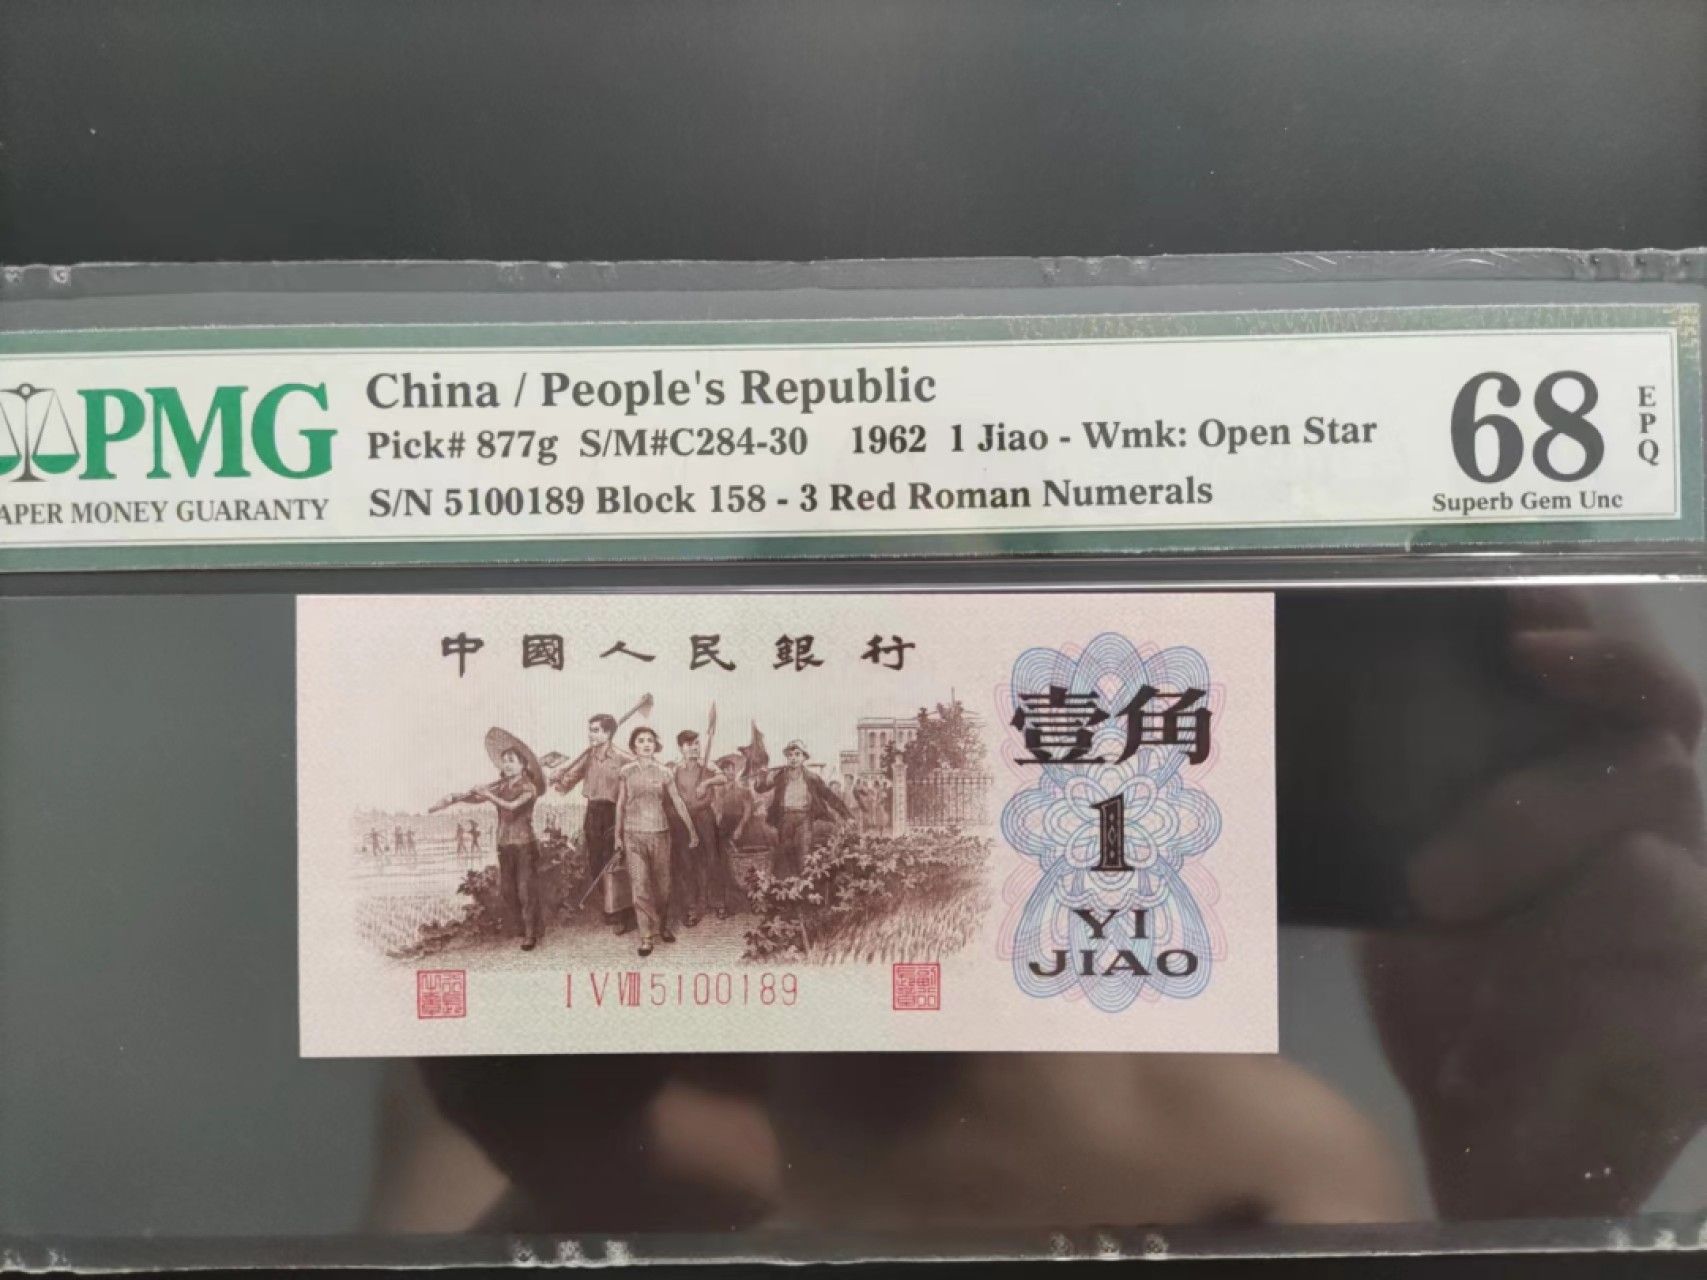 PMG
APER MONEY GUARANTY
China / People's Republic
Pick# 877g S/M#C284-30 1962 1 Jiao - Wmk: Open Star
S/N 5100189 Block 158 - 3 Red Roman Numerals
68
EPQ
Superb Gem Unc
中國人民銀行
壹角
1
YI
JIAO
I V VIII 5100189